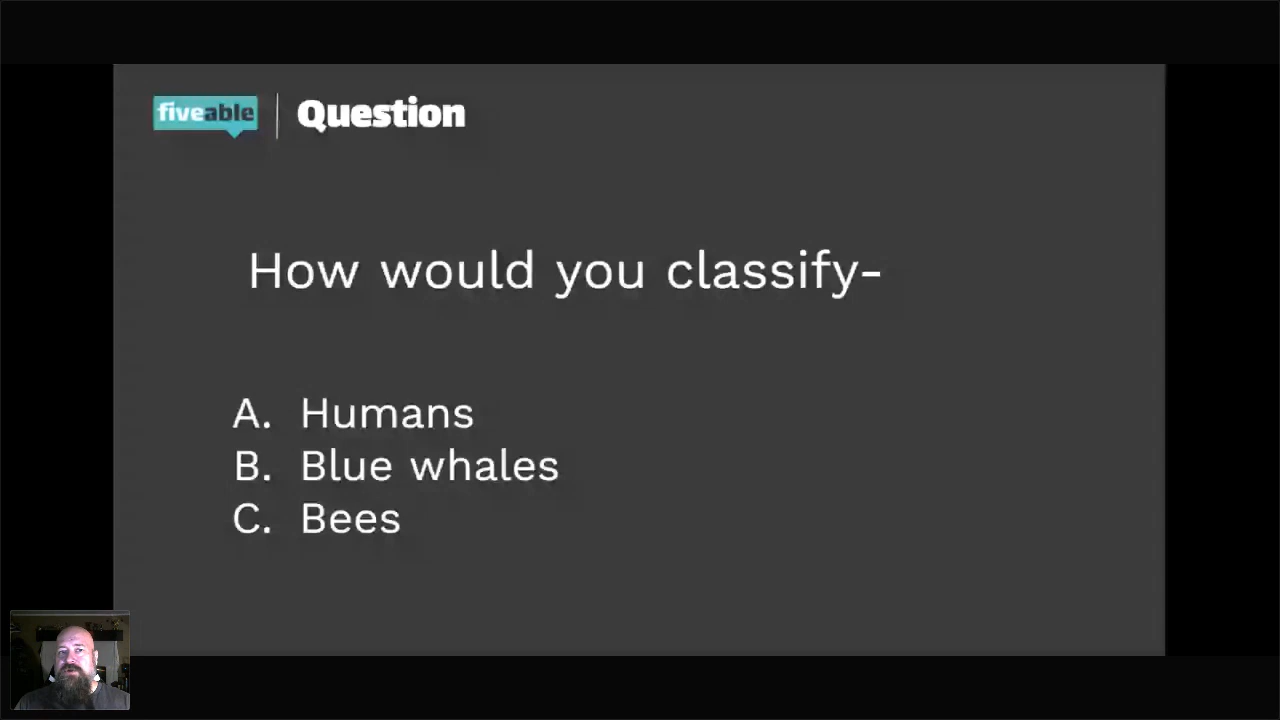 fiveable | Question
How would you classify-
A. Humans
B. Blue whales
C. Bees